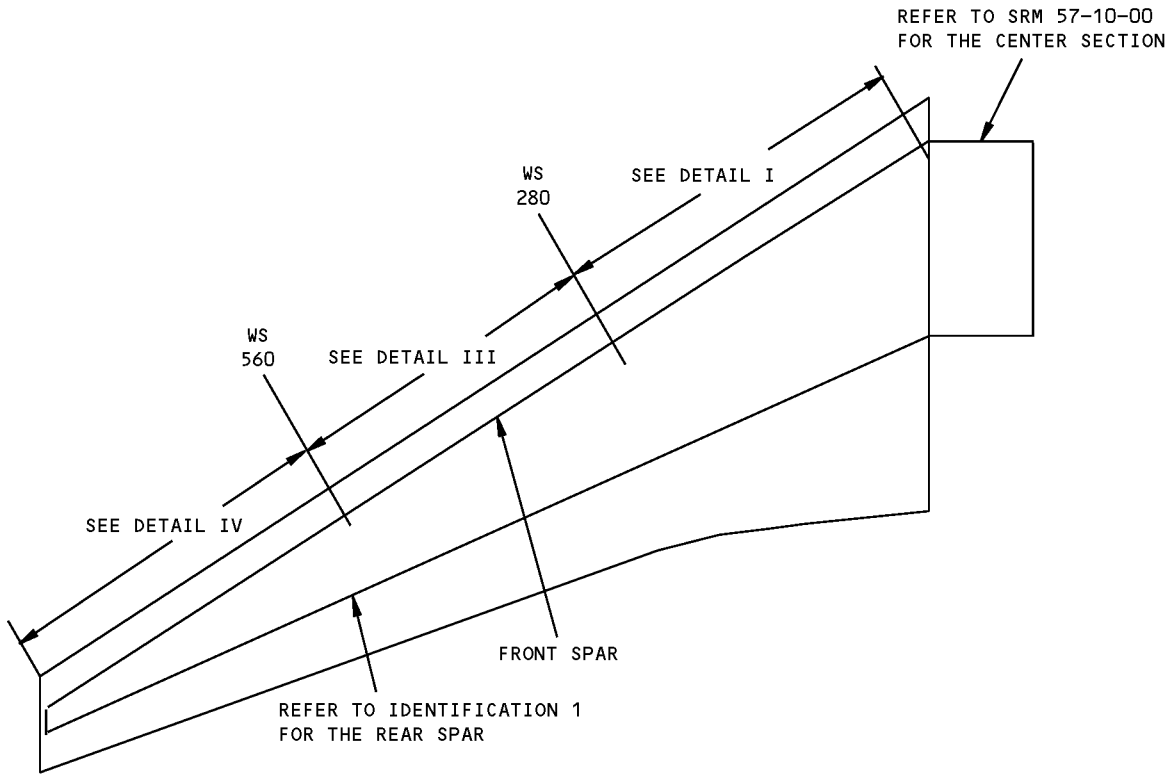 REFER TO SRM 57-10-00
FOR THE CENTER SECTION
SEE DETAIL I
WS
280
WS
560
SEE DETAIL III
SEE DETAIL IV
FRONT SPAR
REFER TO IDENTIFICATION 1
FOR THE REAR SPAR